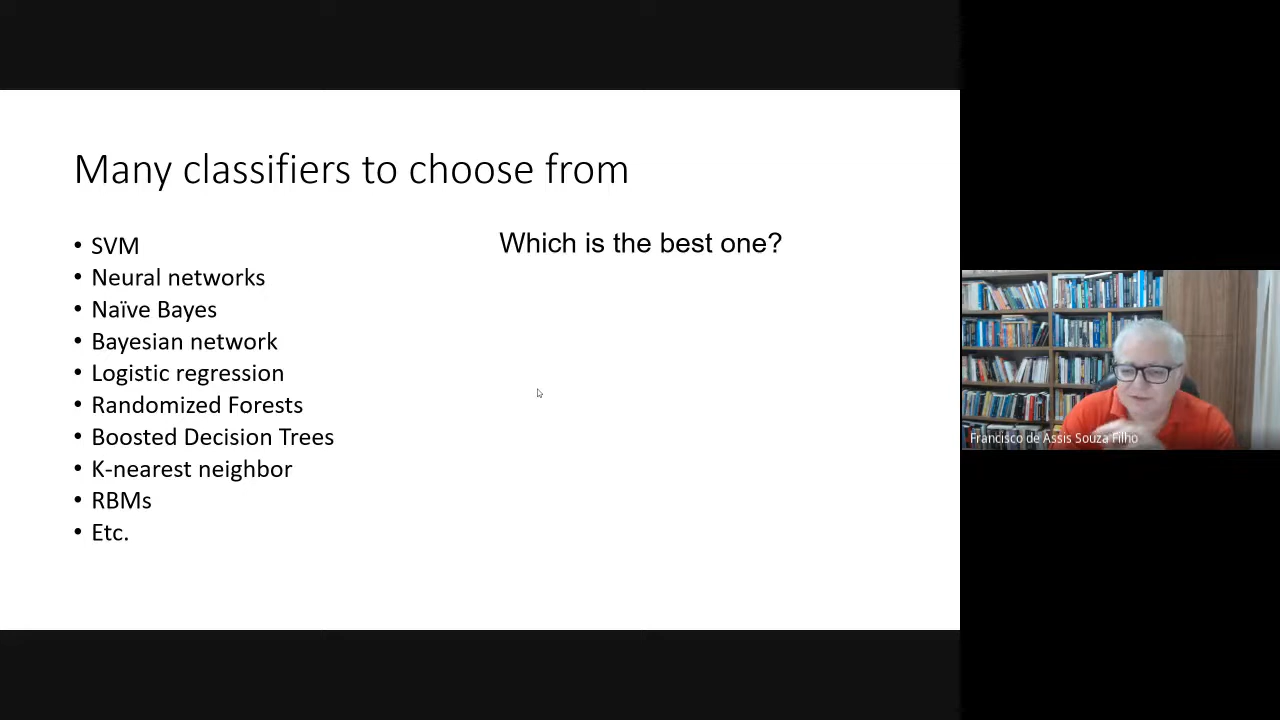 Many classifiers to choose from
• SVM
• Neural networks
• Naïve Bayes
• Bayesian network
• Logistic regression
• Randomized Forests
• Boosted Decision Trees
• K-nearest neighbor
• RBMs
• Etc.
Which is the best one?
Francisco de Assis Souza Filho